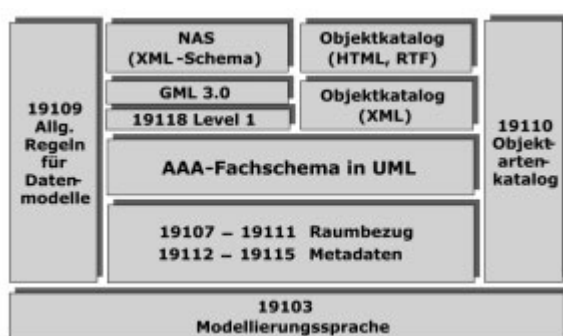 19109
Allg.
Regeln
für
Daten-
modelle
NAS
(XML-Schema)
GML 3.0
19118 Level 1
Objektkatalog
(HTML, RTF)
Objektkatalog
(XML)
AAA-Fachschema in UML
19107 – 19111 Raumbezug
19112 – 19115 Metadaten
19110
Objekt-
arten-
katalog
19103
Modellierungssprache